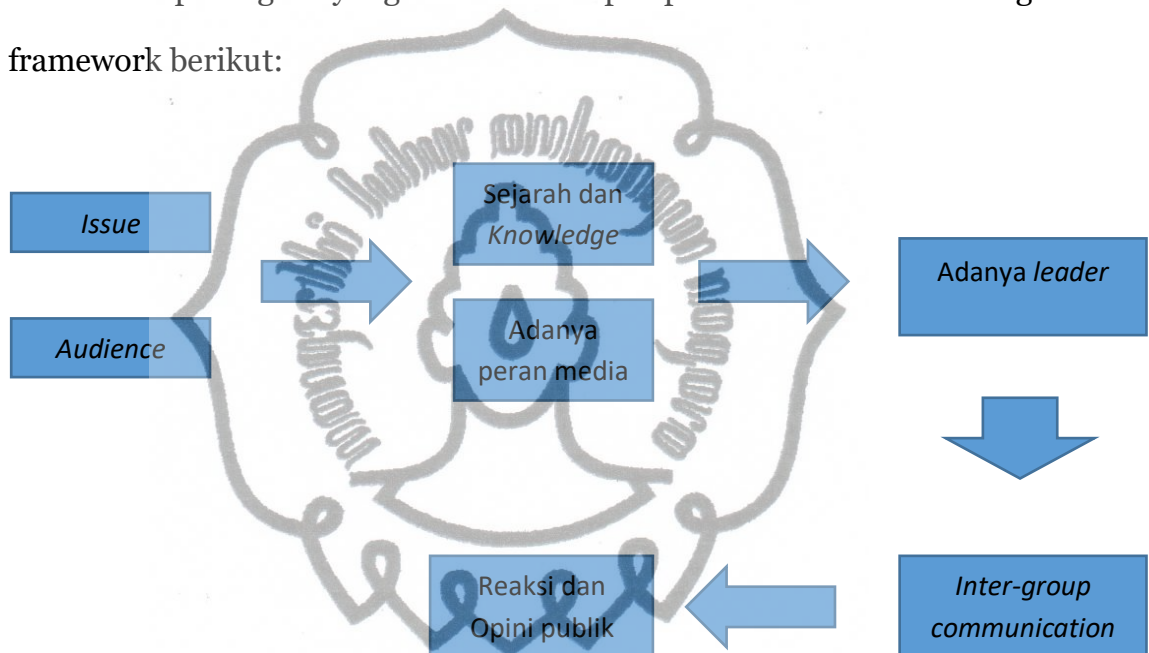 framework berikut:
Issue
Audience
Sejarah dan
Knowledge
Adanya
peran media
Adanya leader
Inter-group
communication
Reaksi dan
Opini publik